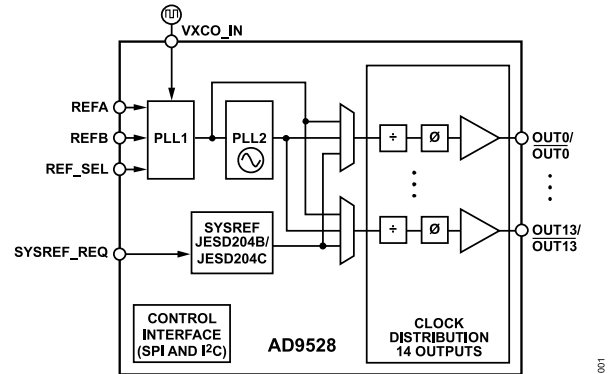 VXCO_IN
REFA
REFB
REF_SEL
PLL1
PLL2
÷
Ø
OUT0/
OUT0
SYSREF_REQ
SYSREF
JESD204B/
JESD204C
÷
Ø
OUT13/
OUT13
CONTROL
INTERFACE
(SPI AND I²C)
AD9528
CLOCK
DISTRIBUTION
14 OUTPUTS
001